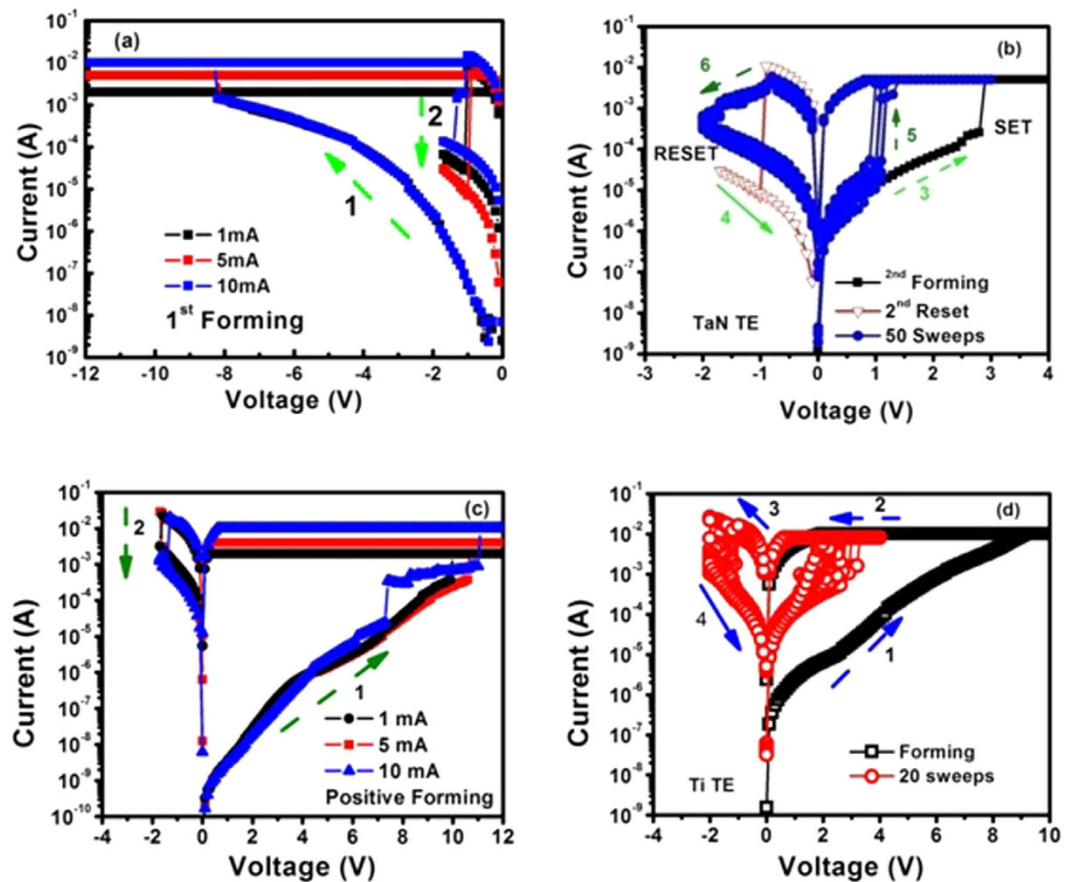 (a)
10⁻¹
10⁻²
10⁻³
10⁻⁴
10⁻⁵
10⁻⁶
10⁻⁷
10⁻⁸
10⁻⁹
Current (A)
2
1
1mA
5mA
10mA
1ˢᵗ Forming
-12 -10 -8 -6 -4 -2 0
Voltage (V)
(b)
10⁻¹
10⁻²
10⁻³
10⁻⁴
10⁻⁵
10⁻⁶
10⁻⁷
10⁻⁸
10⁻⁹
Current (A)
6
5
SET
RESET
3
4
2nd Forming
2ⁿᵈ Reset
50 Sweeps
TaN TE
-3 -2 -1 0 1 2 3 4
Voltage (V)
(c)
10⁻¹
10⁻²
10⁻³
10⁻⁴
10⁻⁵
10⁻⁶
10⁻⁷
10⁻⁸
10⁻⁹
10⁻¹⁰
Current (A)
2
1
1 mA
5 mA
10 mA
Positive Forming
-4 -2 0 2 4 6 8 10 12
Voltage (V)
(d)
10⁻¹
10⁻²
10⁻³
10⁻⁴
10⁻⁵
10⁻⁶
10⁻⁷
10⁻⁸
10⁻⁹
Current (A)
3
2
4
1
Forming
20 sweeps
Ti TE
-4 -2 0 2 4 6 8 10
Voltage (V)